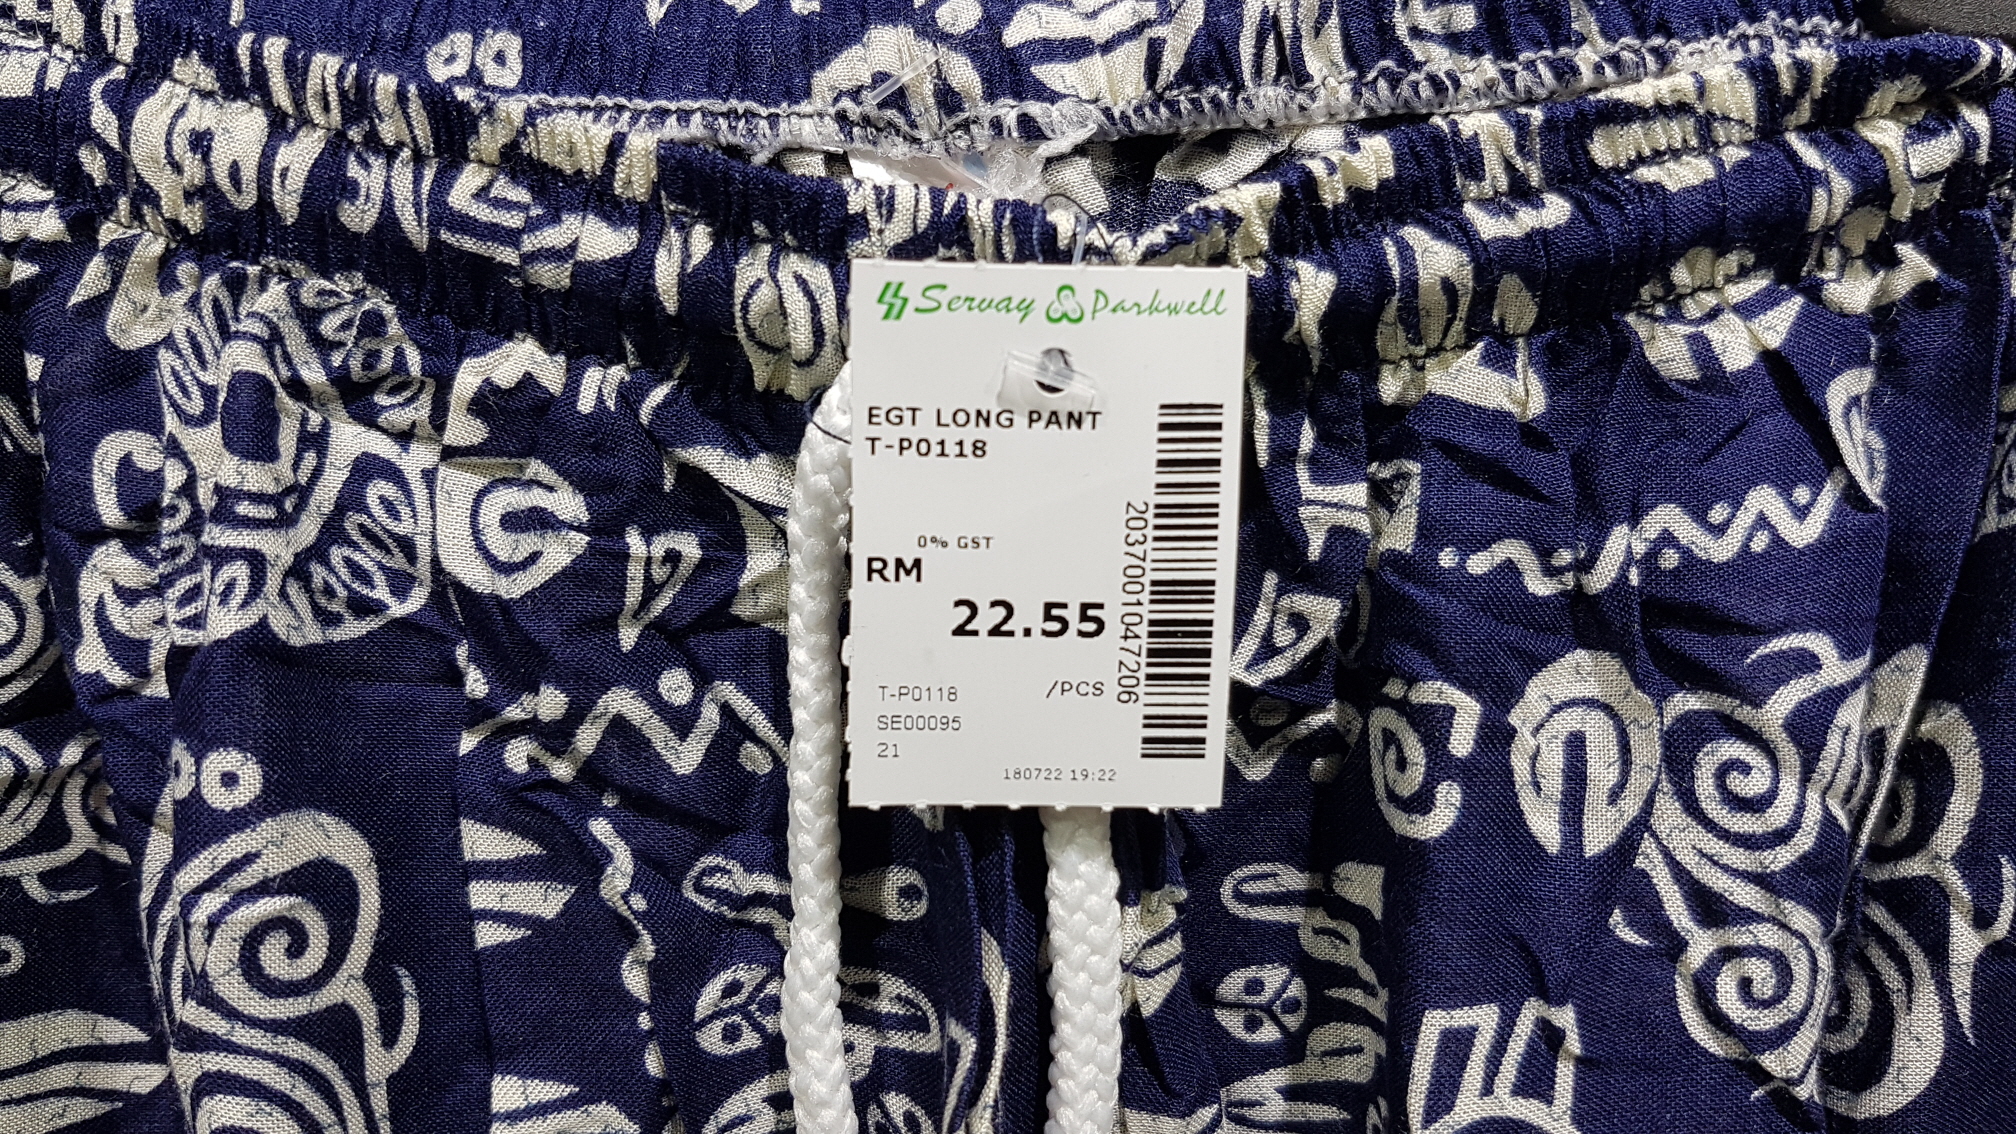 Servay Parkwell
EGT LONG PANT
T-P0118
0% GST
RM
22.55
/PCS
T-P0118
SE00095
21
180722 19:22
2037001047206